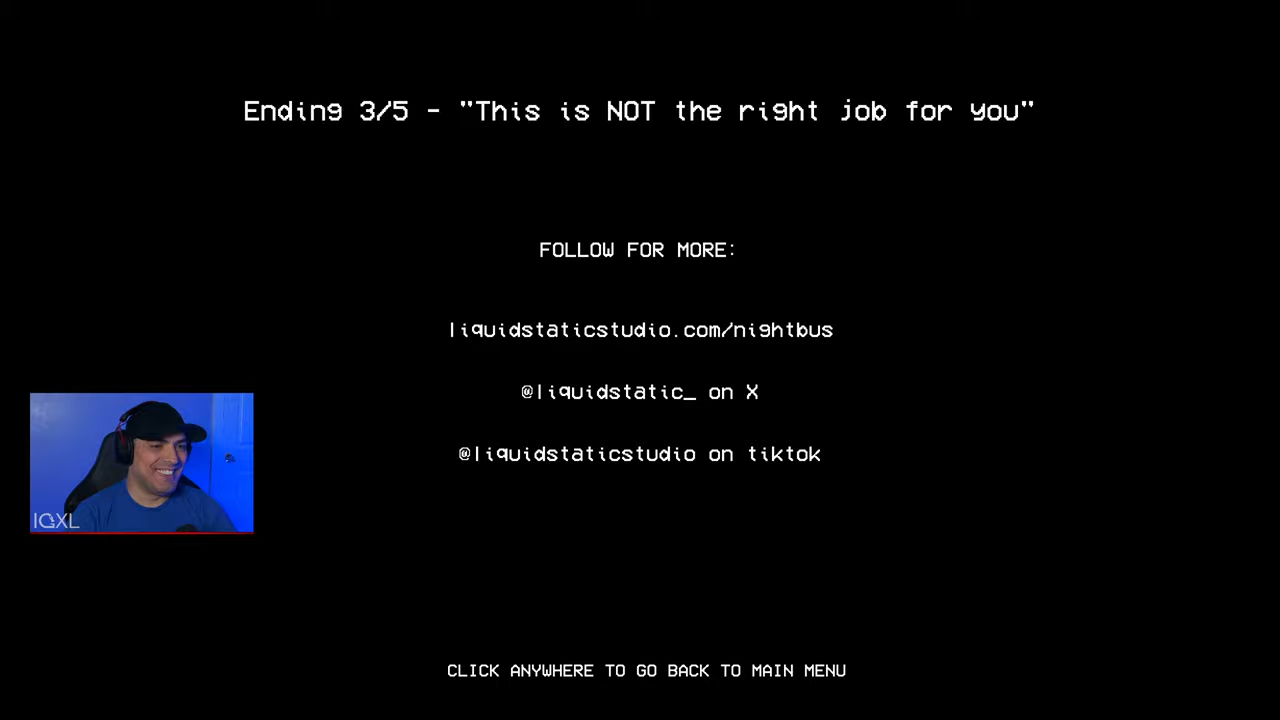 Ending 3/5 - "This is NOT the right job for you"
FOLLOW FOR MORE:
liquidstaticstudio.com/nightbus
@liquidstatic_ on X
@liquidstaticstudio on tiktok
IGXL
CLICK ANYWHERE TO GO BACK TO MAIN MENU